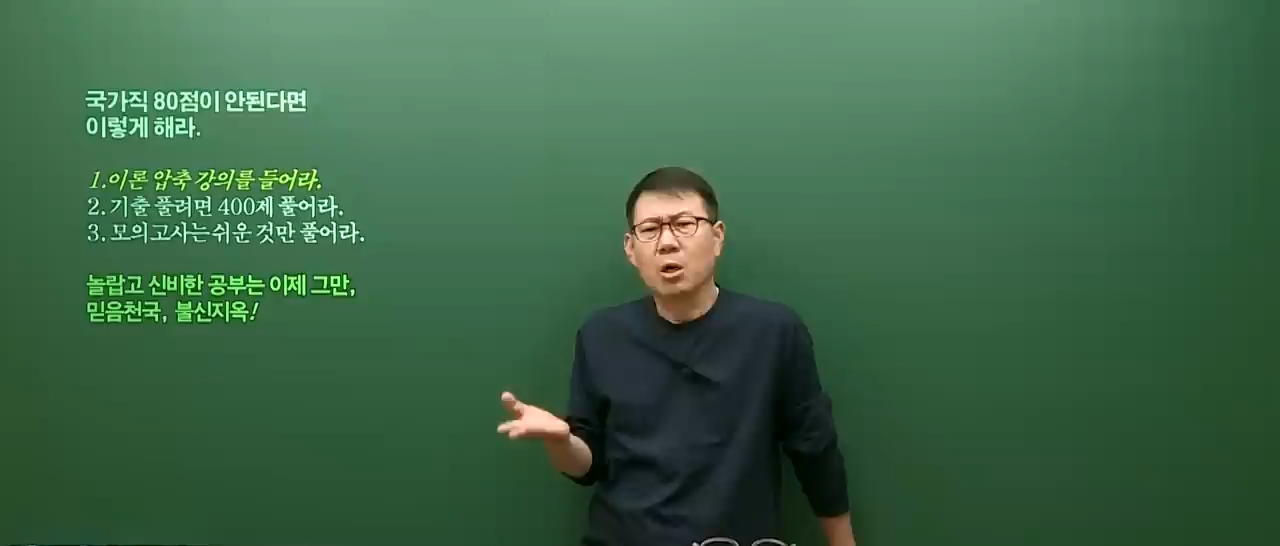 국가직 80점이 안된다면
이렇게 해라.
1.이론 압축 강의를 들어라.
2. 기출 풀려면 400제 풀어라.
3. 모의고사는 쉬운 것만 풀어라.
놀랍고 신비한 공부는 이제 그만,
믿음천국, 불신지옥!